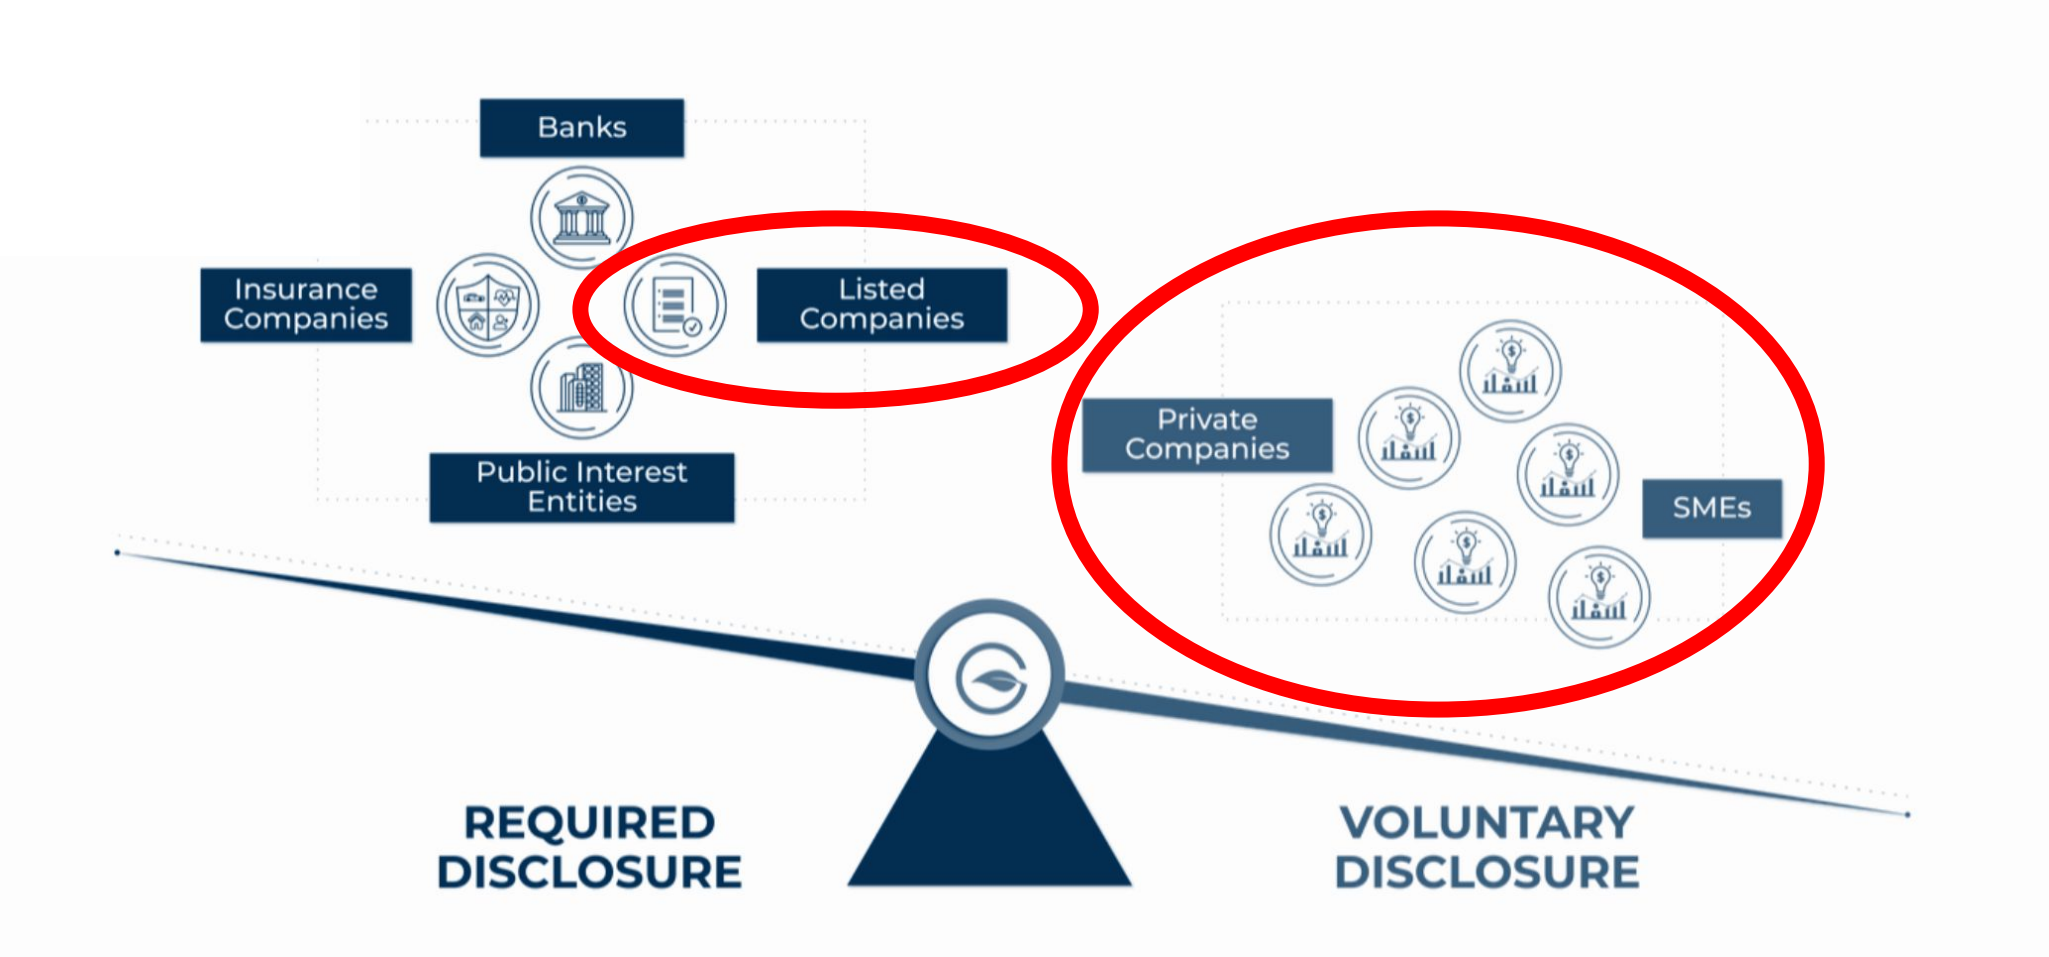 Banks
Insurance
Companies
Listed
Companies
Public Interest
Entities
Private
Companies
SMEs
REQUIRED
DISCLOSURE
VOLUNTARY
DISCLOSURE